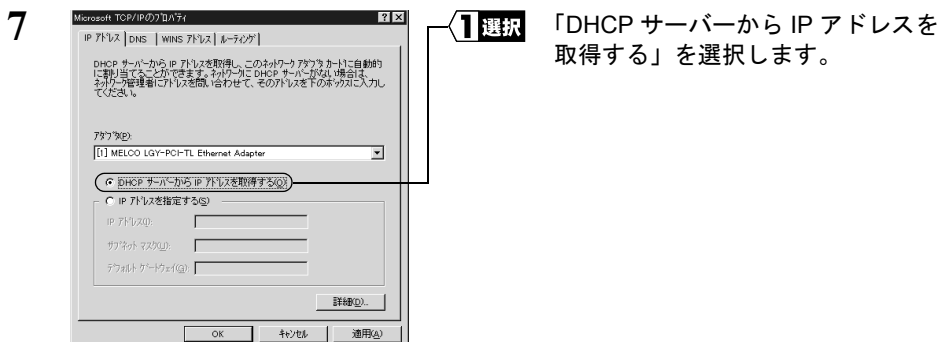 7
Microsoft TCP/IPのプロパティ
IP アドレス DNS WINS アドレス ルーティング
DHCP サーバーから IP アドレスを取得し、このネットワーク アダプタ カードに自動的
に割り当てることができます。ネットワークに DHCP サーバーがない場合は、
ネットワーク管理者にアドレスを問い合わせて、そのアドレスを下のボックスに入力し
てください。
アダプタ(P):
[1] MELCO LGY-PCI-TL Ethernet Adapter
DHCP サーバーから IP アドレスを取得する(O)
IP アドレスを指定する(S)
IP アドレス(I):
サブネット マスク(U):
デフォルト ゲートウェイ(G):
詳細(D)...
OK キャンセル 適用(A)
1 選択
「DHCP サーバーから IP アドレスを
取得する」を選択します。